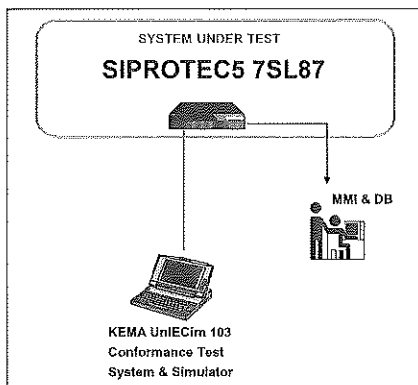 SYSTEM UNDER TEST
SIPROTEC5 7SL87
MMI & DB
KEMA UniECim 103
Conformance Test
System & Simulator